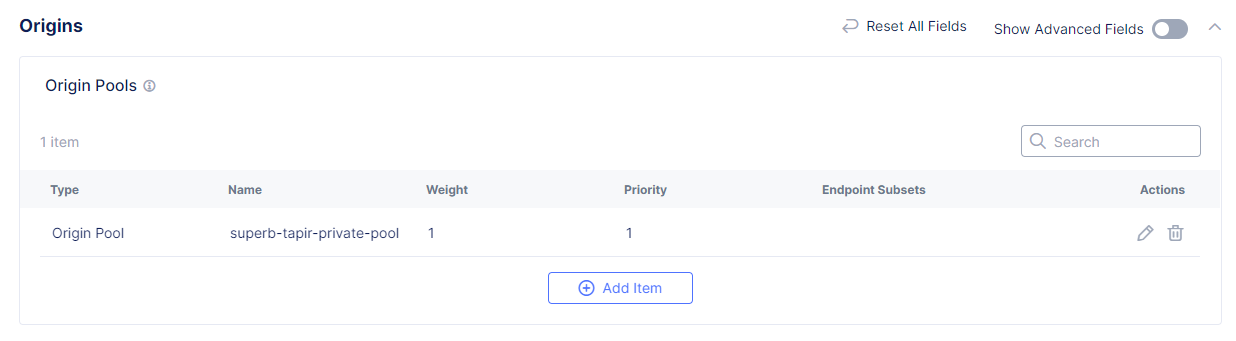 Origins
Reset All Fields
Show Advanced Fields
Origin Pools
1 item
Search
Type Name Weight Priority Endpoint Subsets Actions
Origin Pool superb-tapir-private-pool 1 1
Add Item